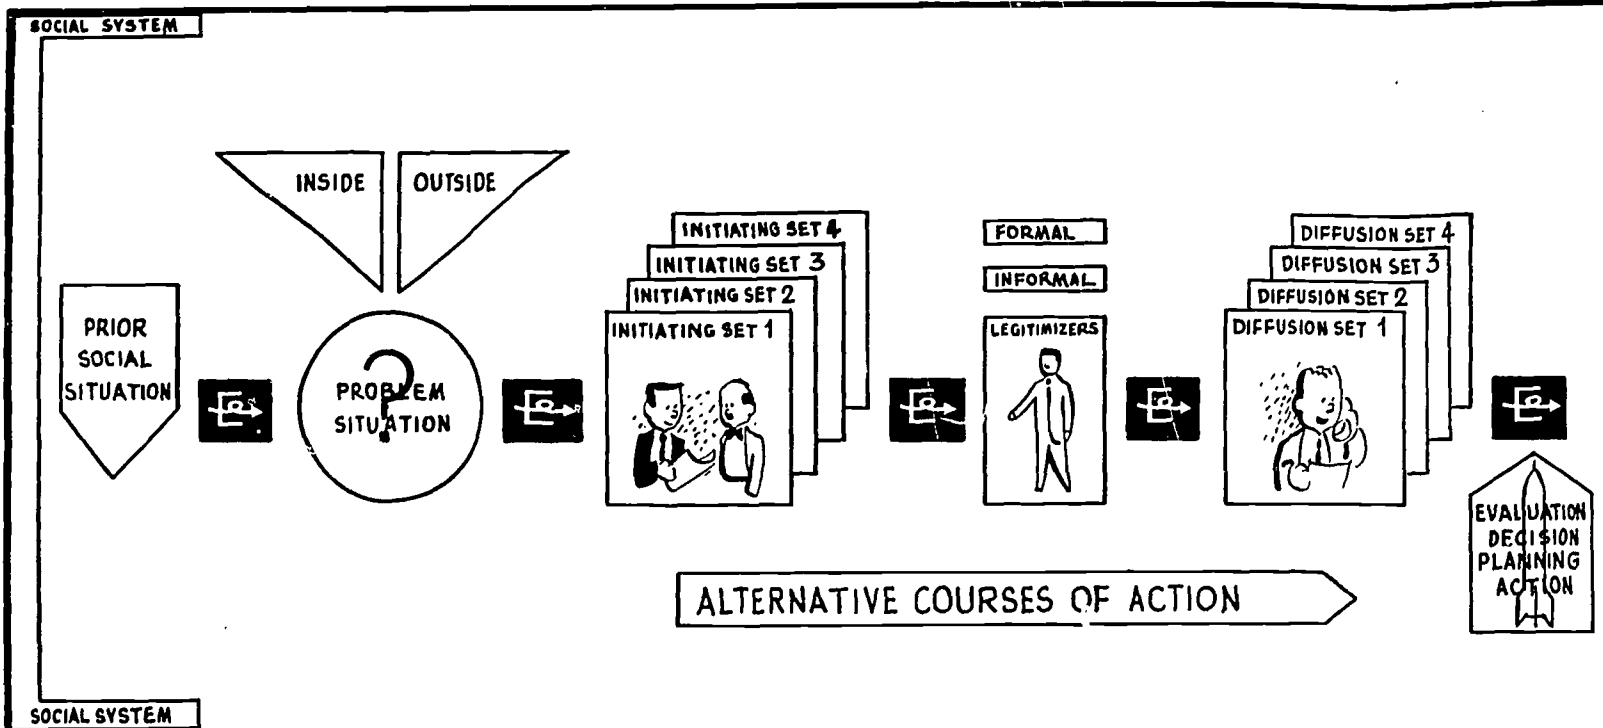 SOCIAL SYSTEM
INSIDE
OUTSIDE
PRIOR
SOCIAL
SITUATION
?
PROBLEM
SITUATION
INITIATING SET 4
INITIATING SET 3
INITIATING SET 2
INITIATING SET 1
FORMAL
INFORMAL
LEGITIMIZERS
DIFFUSION SET 4
DIFFUSION SET 3
DIFFUSION SET 2
DIFFUSION SET 1
EVALUATION
DECISION
PLANNING
ACTION
ALTERNATIVE COURSES OF ACTION
SOCIAL SYSTEM